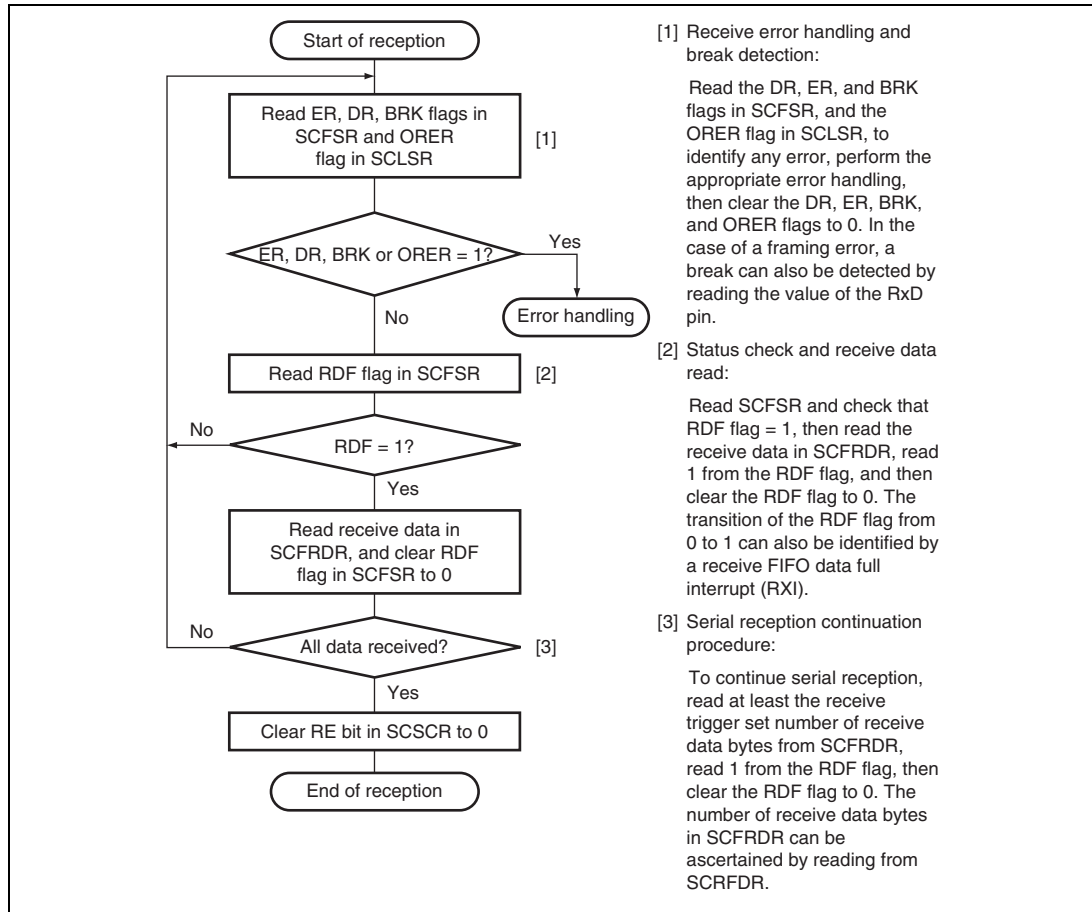 Start of reception
Read ER, DR, BRK flags in
SCFSR and ORER
flag in SCLSR
[1]
ER, DR, BRK or ORER = 1?
Yes
Error handling
No
Read RDF flag in SCFSR
[2]
No
RDF = 1?
Yes
Read receive data in
SCFRDR, and clear RDF
flag in SCFSR to 0
No
All data received?
[3]
Yes
Clear RE bit in SCSCR to 0
End of reception
[1] Receive error handling and
break detection:
Read the DR, ER, and BRK
flags in SCFSR, and the
ORER flag in SCLSR, to
identify any error, perform the
appropriate error handling,
then clear the DR, ER, BRK,
and ORER flags to 0. In the
case of a framing error, a
break can also be detected by
reading the value of the RxD
pin.
[2] Status check and receive data
read:
Read SCFSR and check that
RDF flag = 1, then read the
receive data in SCFRDR, read
1 from the RDF flag, and then
clear the RDF flag to 0. The
transition of the RDF flag from
0 to 1 can also be identified by
a receive FIFO data full
interrupt (RXI).
[3] Serial reception continuation
procedure:
To continue serial reception,
read at least the receive
trigger set number of receive
data bytes from SCFRDR,
read 1 from the RDF flag, then
clear the RDF flag to 0. The
number of receive data bytes
in SCFRDR can be
ascertained by reading from
SCRFDR.